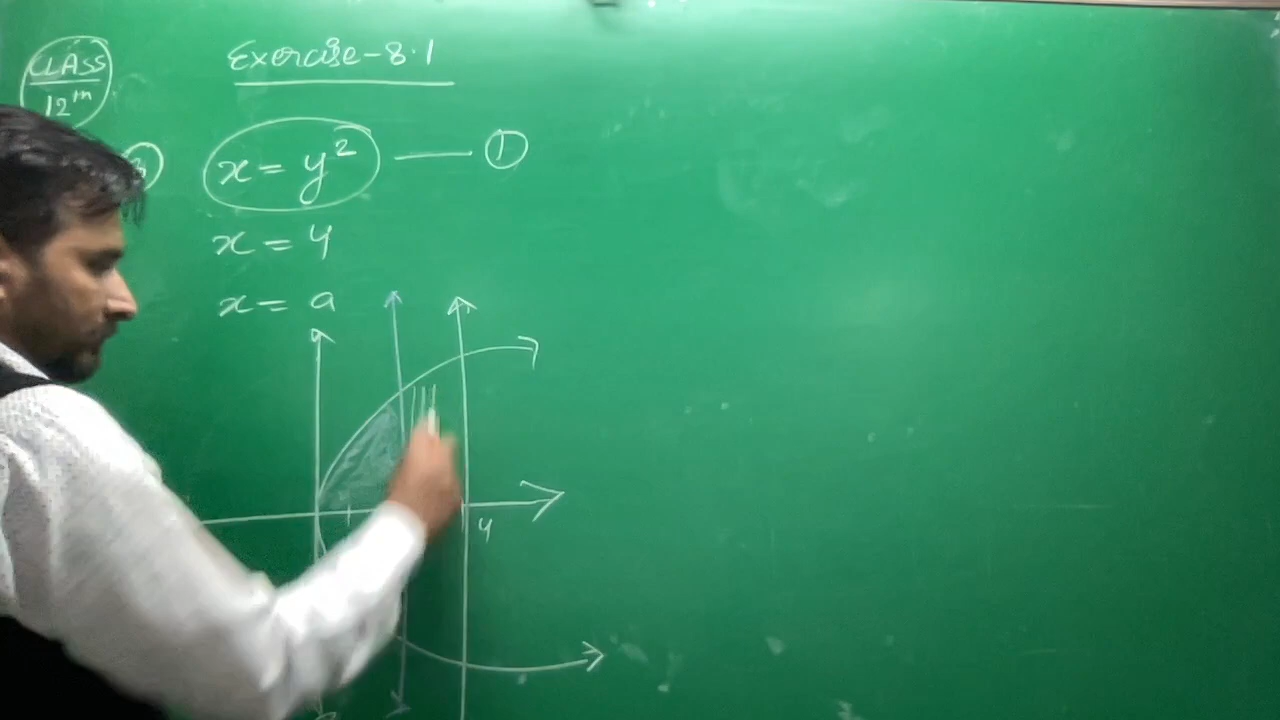 Exercise-8.1
CLASS
12th
x = y² —— ①
x = 4
x = a
4